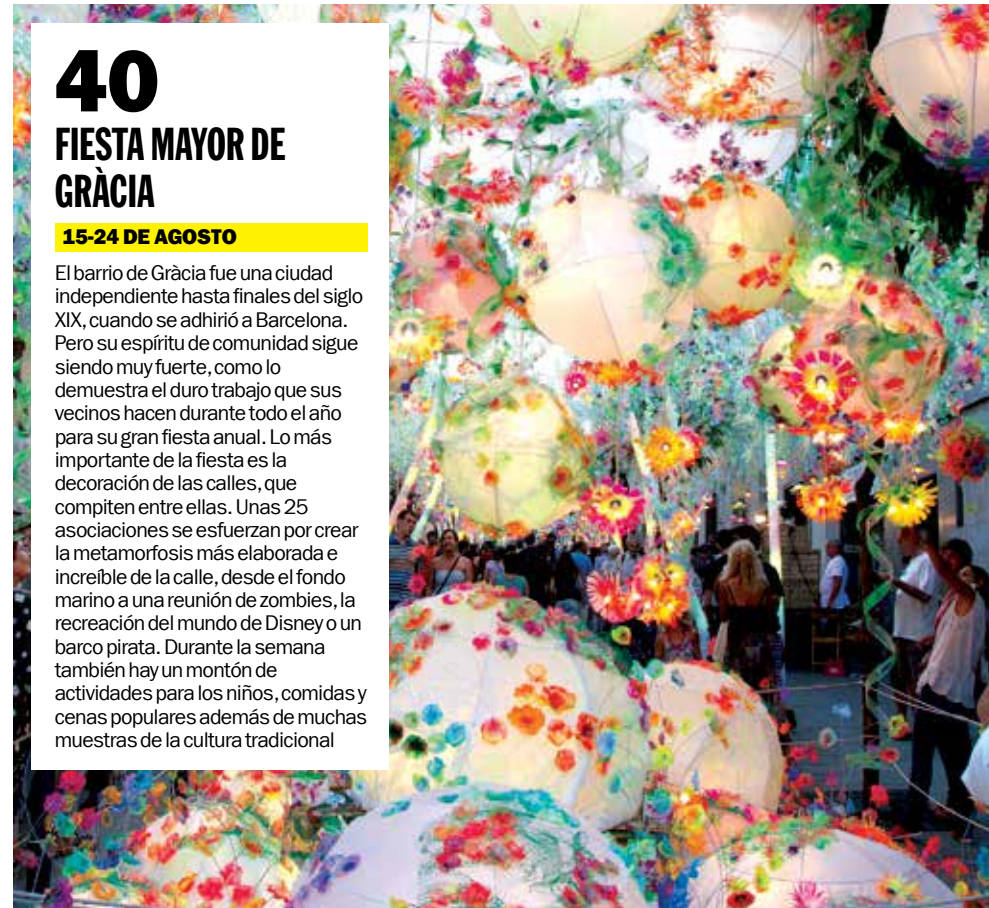 40
FIESTA MAYOR DE
GRÀCIA
15-24 DE AGOSTO
El barrio de Gràcia fue una ciudad
independiente hasta finales del siglo
XIX, cuando se adhirió a Barcelona.
Pero su espíritu de comunidad sigue
siendo muy fuerte, como lo
demuestra el duro trabajo que sus
vecinos hacen durante todo el año
para su gran fiesta anual. Lo más
importante de la fiesta es la
decoración de las calles, que
compiten entre ellas. Unas 25
asociaciones se esfuerzan por crear
la metamorfosis más elaborada e
increíble de la calle, desde el fondo
marino a una reunión de zombies, la
recreación del mundo de Disney o un
barco pirata. Durante la semana
también hay un montón de
actividades para los niños, comidas y
cenas populares además de muchas
muestras de la cultura tradicional